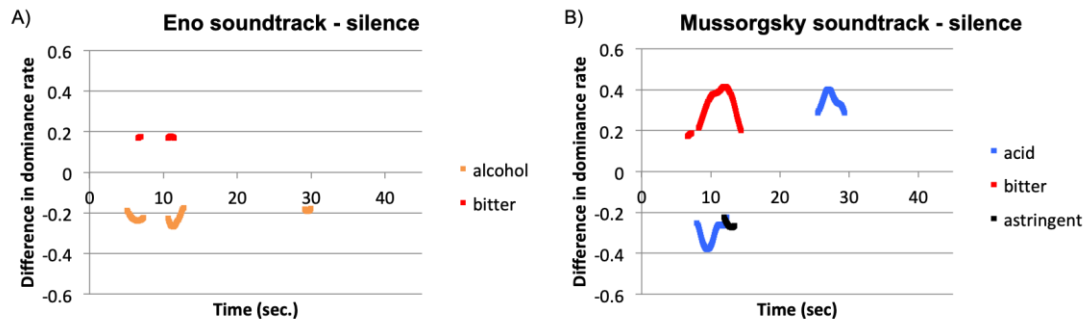 A)
Eno soundtrack - silence
Difference in dominance rate
0.6
0.4
0.2
0
-0.2
-0.4
-0.6
0 10 20 30 40
Time (sec.)
alcohol
bitter
B)
Mussorgsky soundtrack - silence
Difference in dominance rate
0.6
0.4
0.2
0
-0.2
-0.4
-0.6
0 10 20 30 40
Time (sec)
acid
bitter
astringent